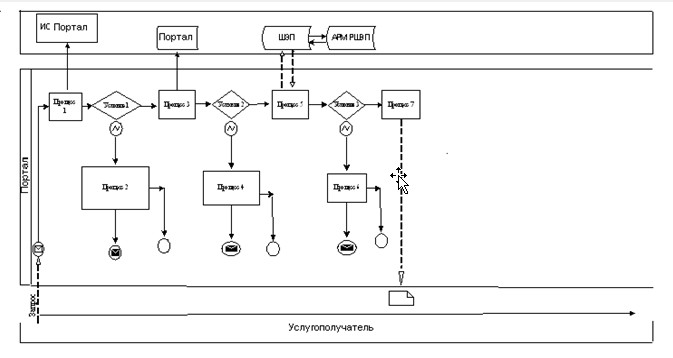 ИС Портал
Портал
ШЭП
АРМ РШЭП
Процесс 1
Условие 1
Процесс 3
Условие 2
Процесс 5
Условие 3
Процесс 7
Процесс 2
Процесс 4
Процесс 6
Портал
Запрос
Услугополучатель